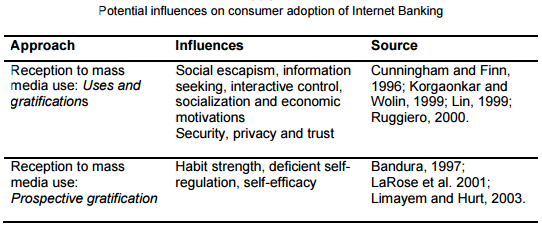 Potential influences on consumer adoption of Internet Banking
Approach Influences Source
Reception to mass media use: Uses and gratifications
Social escapism, information seeking, interactive control, socialization and economic motivations
Security, privacy and trust
Cunningham and Finn, 1996; Korgaonkar and Wolin, 1999; Lin, 1999; Ruggiero, 2000.
Reception to mass media use:
Prospective gratification
Habit strength, deficient self-regulation, self-efficacy
Bandura, 1997;
LaRose et al. 2001;
Limayem and Hurt, 2003.